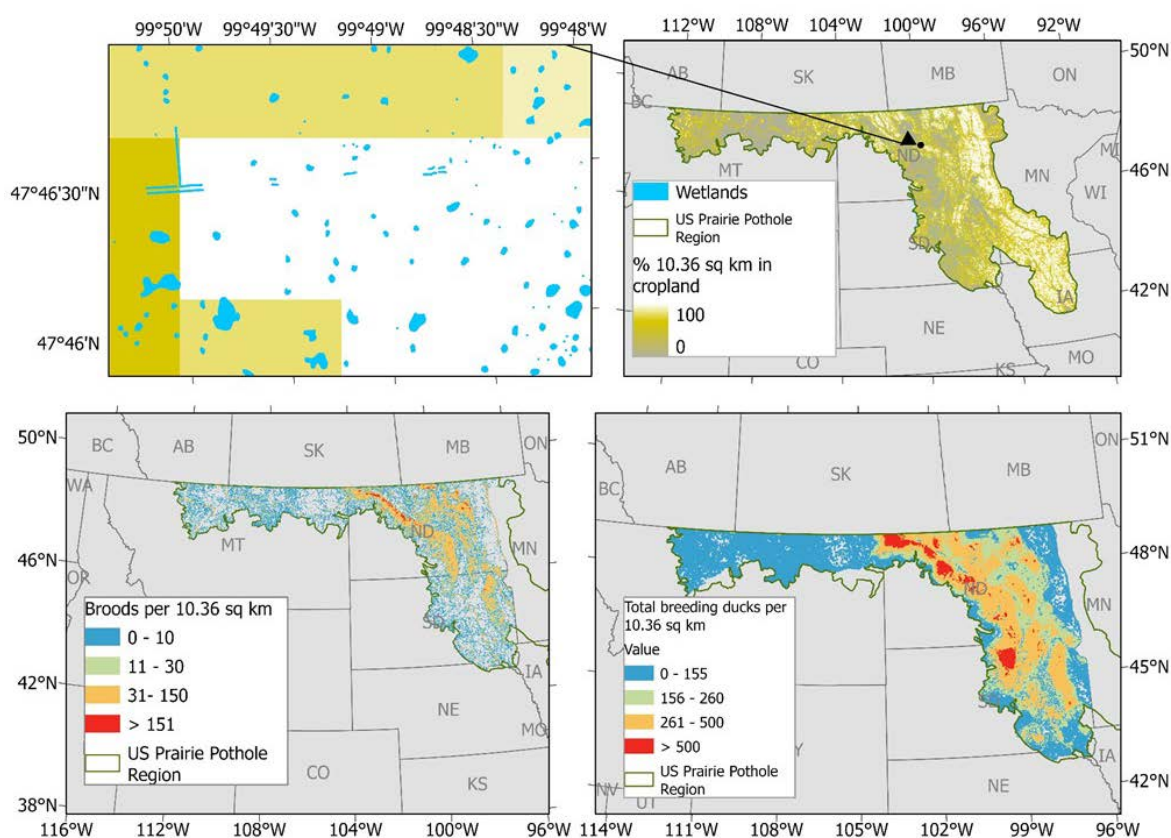 99°50'W 99°49'30"W 99°49'W 99°48'30"W 99°48'W
47°46'30"N
47°46'N
112°W 108°W 104°W 100°W 96°W 92°W
50°N
46°N
42°N
AB SK MB ON
BC
MT ND MN MI
WI
SD
IA
NE
CO KS MO
Wetlands
US Prairie Pothole
Region
% 10.36 sq km in
cropland
100
0
50°N
46°N
42°N
38°N
BC AB SK MB ON
WA
MT ND MN
OR
SD
IA
NE
MO
CO KS
Broods per 10.36 sq km
0 - 10
11 - 30
31- 150
> 151
US Prairie Pothole
Region
116°W 112°W 108°W 104°W 100°W 96°W
51°N
48°N
45°N
42°N
AB SK MB ON
BC
ND MN
IA
NE
NV UT
Total breeding ducks per
10.36 sq km
Value
0 - 155
156 - 260
261 - 500
> 500
US Prairie Pothole
Region
114°W 111°W 108°W 105°W 102°W 99°W 96°W